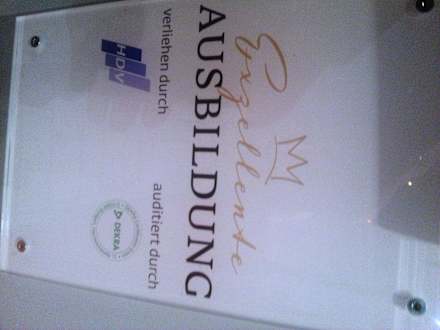 Exzellente
AUSBILDUNG
verliehen durch
HDV
auditiert durch
DEKRA